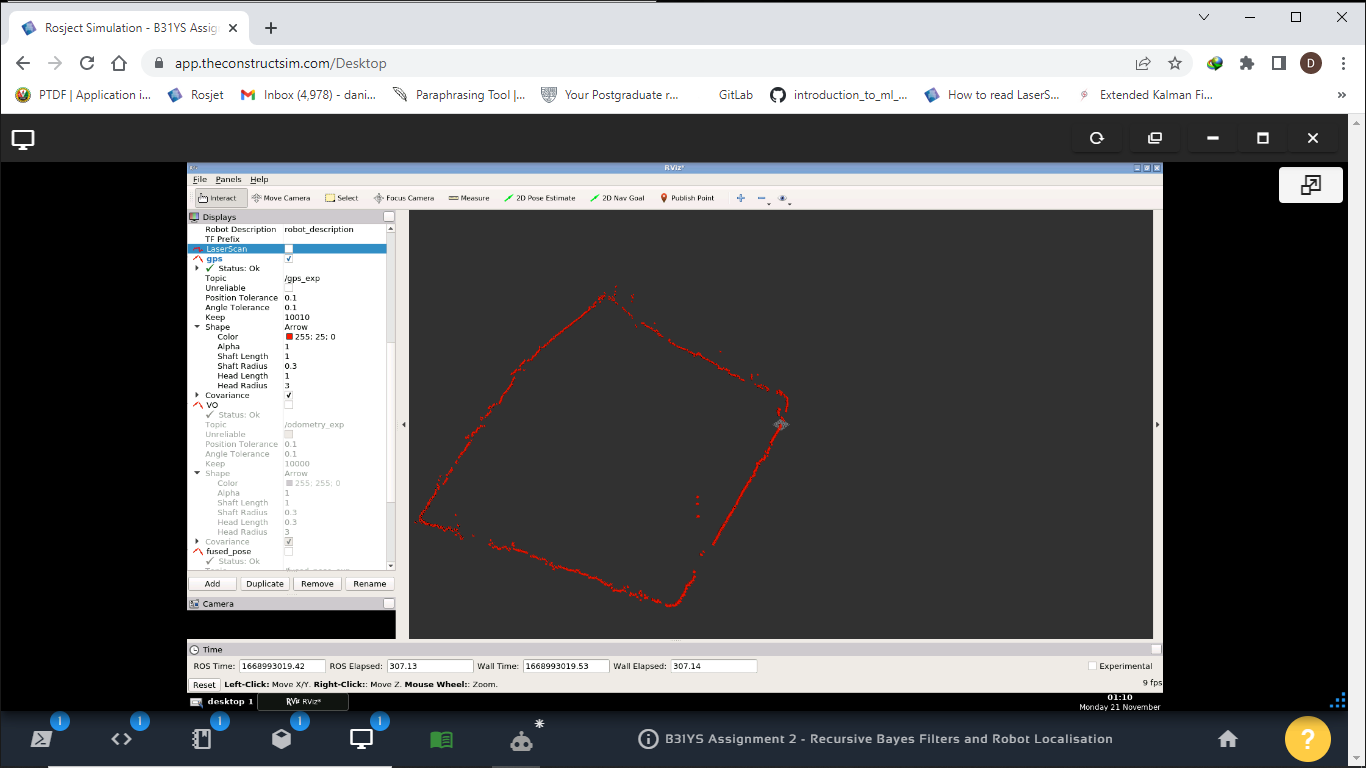 Rosject Simulation - B31YS Assig
app.theconstructsim.com/Desktop
D
PTDF | Application i...
Rosjet
Inbox (4,978) - dani...
Paraphrasing Tool |...
Your Postgraduate r...
GitLab
introduction_to_ml_...
How to read LaserS...
Extended Kalman Fi...
»
RViz*
File Panels Help
Interact Move Camera Select Focus Camera Measure 2D Pose Estimate 2D Nav Goal Publish Point
Displays
Robot Description robot_description
TF Prefix
LaserScan
gps
Status: Ok
Topic /gps_exp
Unreliable
Position Tolerance 0.1
Angle Tolerance 0.1
Keep 10010
Shape Arrow
Color 255; 25; 0
Alpha 1
Shaft Length 1
Shaft Radius 0.3
Head Length 1
Head Radius 3
Covariance
VO
Status: Ok
Topic /odometry_exp
Unreliable
Position Tolerance 0.1
Angle Tolerance 0.1
Keep 10000
Shape Arrow
Color 255; 255; 0
Alpha 1
Shaft Length 1
Shaft Radius 0.3
Head Length 0.3
Head Radius 3
Covariance
fused_pose
Status: Ok
Add Duplicate Remove Rename
Camera
Time
ROS Time: 1668993019.42 ROS Elapsed: 307.13 Wall Time: 1668993019.53 Wall Elapsed: 307.14 Experimental
Reset Left-Click: Move X/Y. Right-Click:: Move Z. Mouse Wheel:: Zoom. 9 fps
desktop 1 RViz RViz*
01:10
Monday 21 November
1
1
1
1
1
B31YS Assignment 2 - Recursive Bayes Filters and Robot Localisation
?